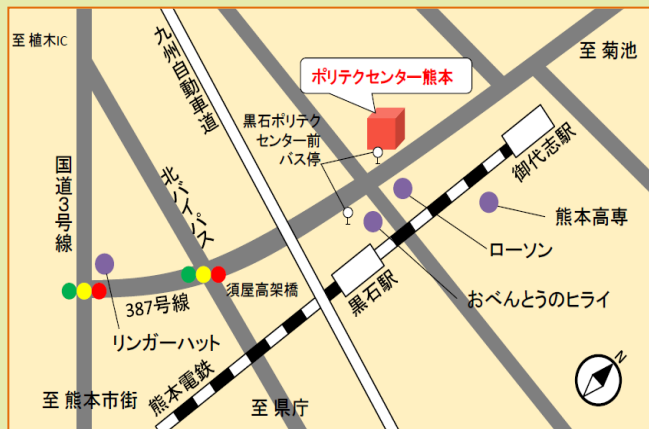 至 植木IC
九州自動車道
至 菊池
ポリテクセンター熊本
黒石ポリテク
センター前
バス停
国道3号線
北バイパス
御代志駅
熊本高専
ローソン
おべんとうのヒライ
黒石駅
須屋高架橋
387号線
リンガーハット
熊本電鉄
至 熊本市街
至 県庁
N